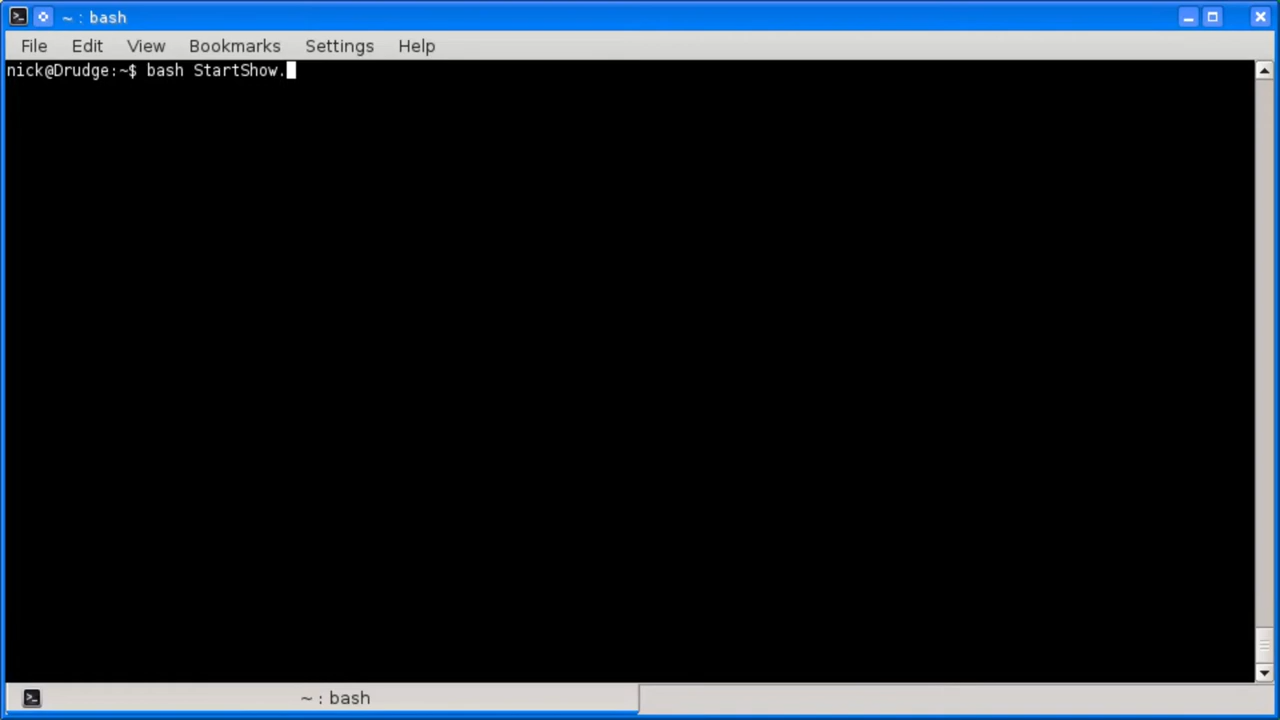 ~ : bash
File Edit View Bookmarks Settings Help
nick@Drudge:~$ bash StartShow.
~ : bash